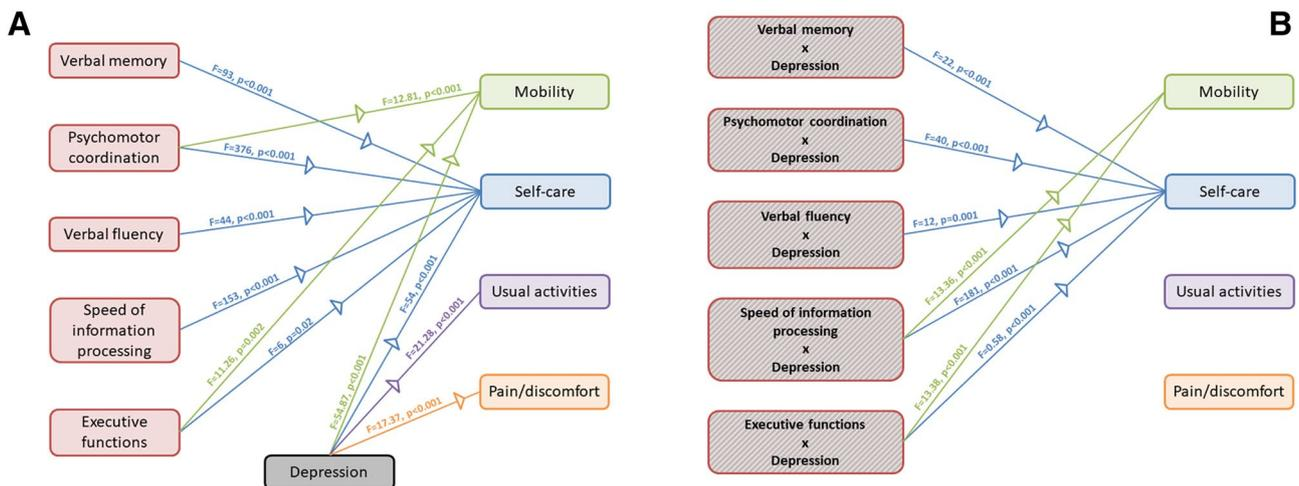 A
Verbal memory
Psychomotor
coordination
Verbal fluency
Speed of
information
processing
Executive
functions
Depression
F=93, p<0.001
F=12.81, p<0.001
F=376, p<0.001
F=44, p<0.001
F=153, p<0.001
F=11.26, p=0.002
F=6, p=0.02
F=54.87, p<0.001
F=54, p<0.001
F=21.28, p<0.001
F=17.37, p<0.001
Mobility
Self-care
Usual activities
Pain/discomfort
B
Verbal memory
x
Depression
Psychomotor coordination
x
Depression
Verbal fluency
x
Depression
Speed of information
processing
x
Depression
Executive functions
x
Depression
F=22, p<0.001
F=40, p<0.001
F=12, p=0.001
F=13.36, p<0.001
F=181, p<0.001
F=13.38, p<0.001
F=0.58, p<0.001
Mobility
Self-care
Usual activities
Pain/discomfort